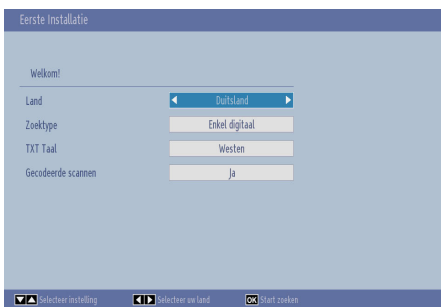 Eerste Installatie
Welkom!
Land Duitsland
Zoektype Enkel digitaal
TXT Taal Westen
Gecodeerde scannen Ja
Selecteer instelling Selecteer uw land OK Start zoeken